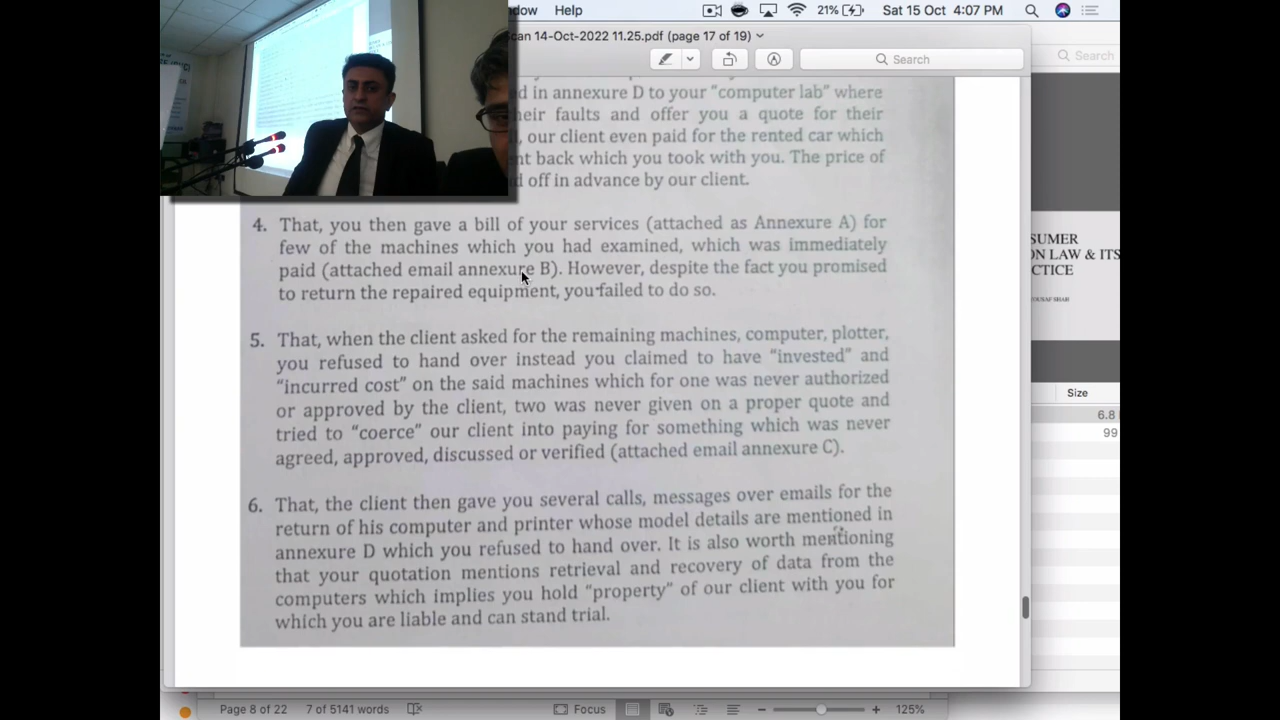 ndow Help 21% Sat 15 Oct 4:07 PM
can 14-Oct-2022 11.25.pdf (page 17 of 19)
Search
Search
d in annexure D to your "computer lab" where
heir faults and offer you a quote for their
, our client even paid for the rented car which
nt back which you took with you. The price of
d off in advance by our client.
4. That, you then gave a bill of your services (attached as Annexure A) for
few of the machines which you had examined, which was immediately
paid (attached email annexure B). However, despite the fact you promised
to return the repaired equipment, you failed to do so.
5. That, when the client asked for the remaining machines, computer, plotter,
you refused to hand over instead you claimed to have "invested" and
"incurred cost" on the said machines which for one was never authorized
or approved by the client, two was never given on a proper quote and
tried to "coerce" our client into paying for something which was never
agreed, approved, discussed or verified (attached email annexure C).
6. That, the client then gave you several calls, messages over emails for the
return of his computer and printer whose model details are mentioned in
annexure D which you refused to hand over. It is also worth mentioning
that your quotation mentions retrieval and recovery of data from the
computers which implies you hold "property" of our client with you for
which you are liable and can stand trial.
SUMER
ON LAW & ITS
CTICE
YOUSAF SHAH
Size
6.8
99
Page 8 of 22 7 of 5141 words Focus 125%